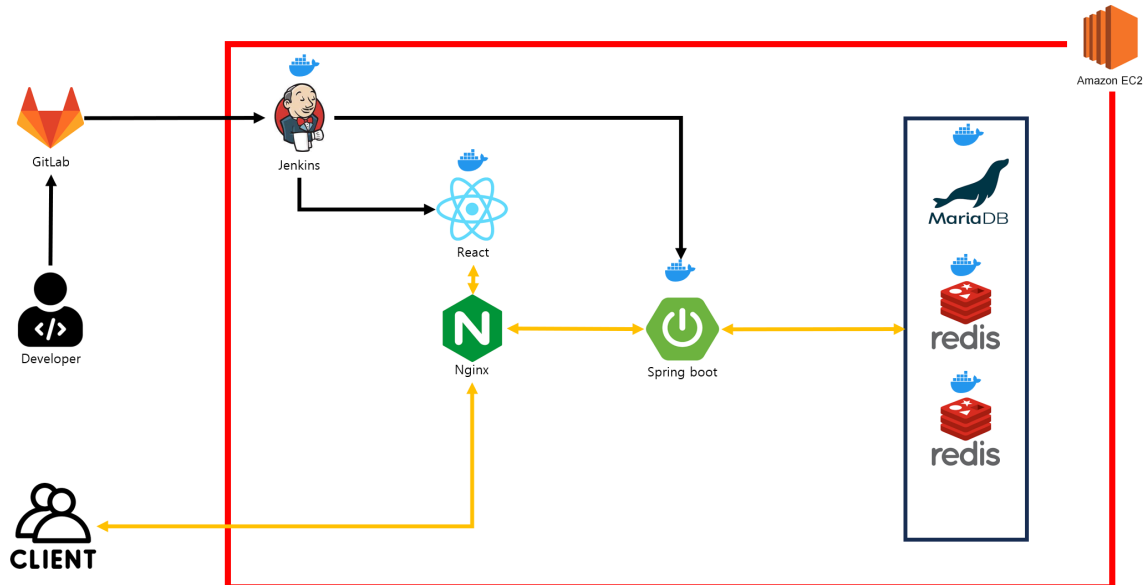 Amazon EC2
GitLab
Jenkins
MariaDB
React
redis
Developer
Nginx
Spring boot
redis
CLIENT